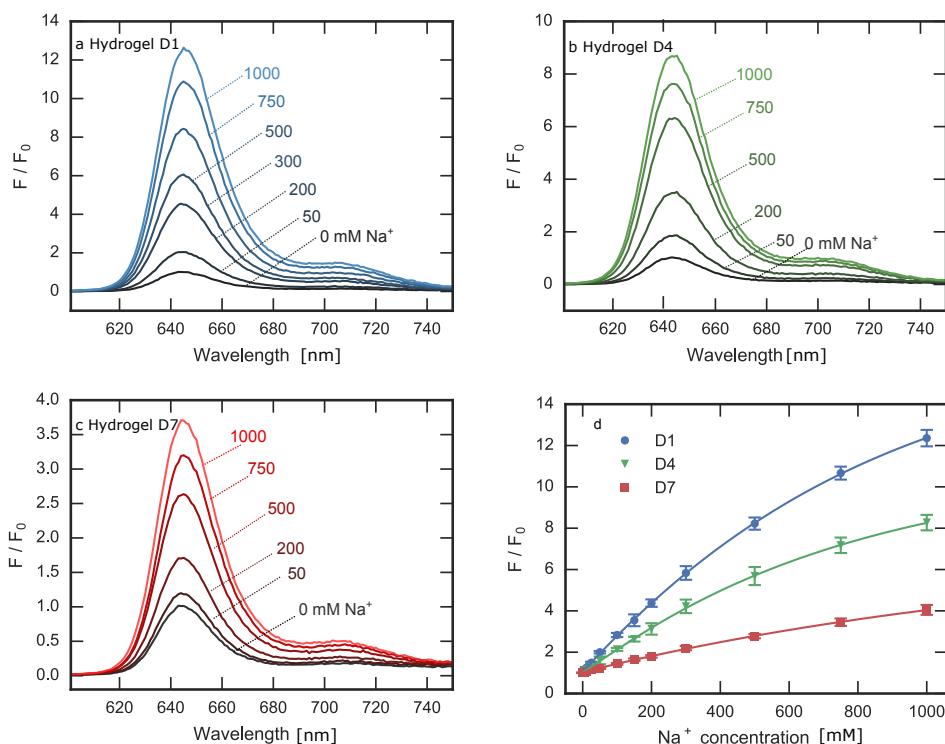 a Hydrogel D1
F / F0
14
12
10
8
6
4
2
0
1000
750
500
300
200
50
0 mM Na+
620 640 660 680 700 720 740
Wavelength [nm]
b Hydrogel D4
F / F0
10
8
6
4
2
0
1000
750
500
200
50
0 mM Na+
620 640 660 680 700 720 740
Wavelength [nm]
c Hydrogel D7
F / F0
4.0
3.5
3.0
2.5
2.0
1.5
1.0
0.5
0.0
1000
750
500
200
50
0 mM Na+
620 640 660 680 700 720 740
Wavelength [nm]
d
D1
D4
D7
F / F0
14
12
10
8
6
4
2
0
0 200 400 600 800 1000
Na+ concentration [mM]